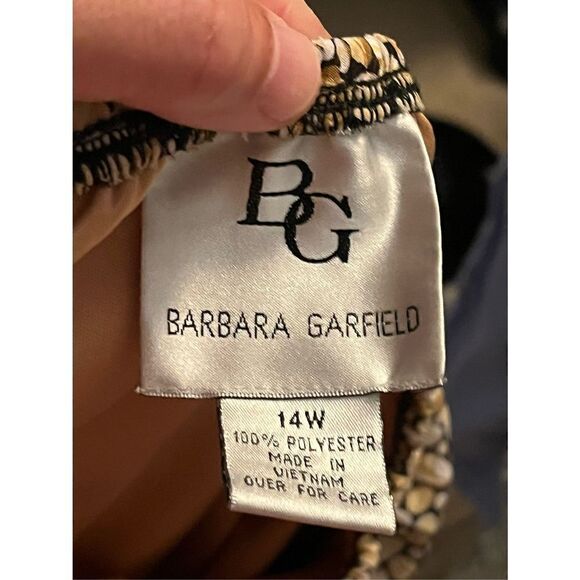 BG
BARBARA GARFIELD
14W
100% POLYESTER
MADE IN
VIETNAM
OVER FOR CARE